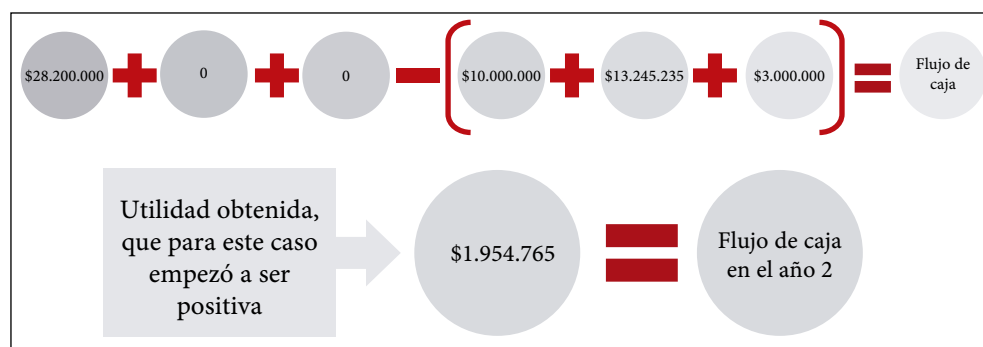 $28.200.000 + 0 + 0 − ( $10.000.000 + $13.245.235 + $3.000.000 ) = Flujo de
caja
Utilidad obtenida,
que para este caso
empezó a ser
positiva
$1.954.765 = Flujo de caja
en el año 2